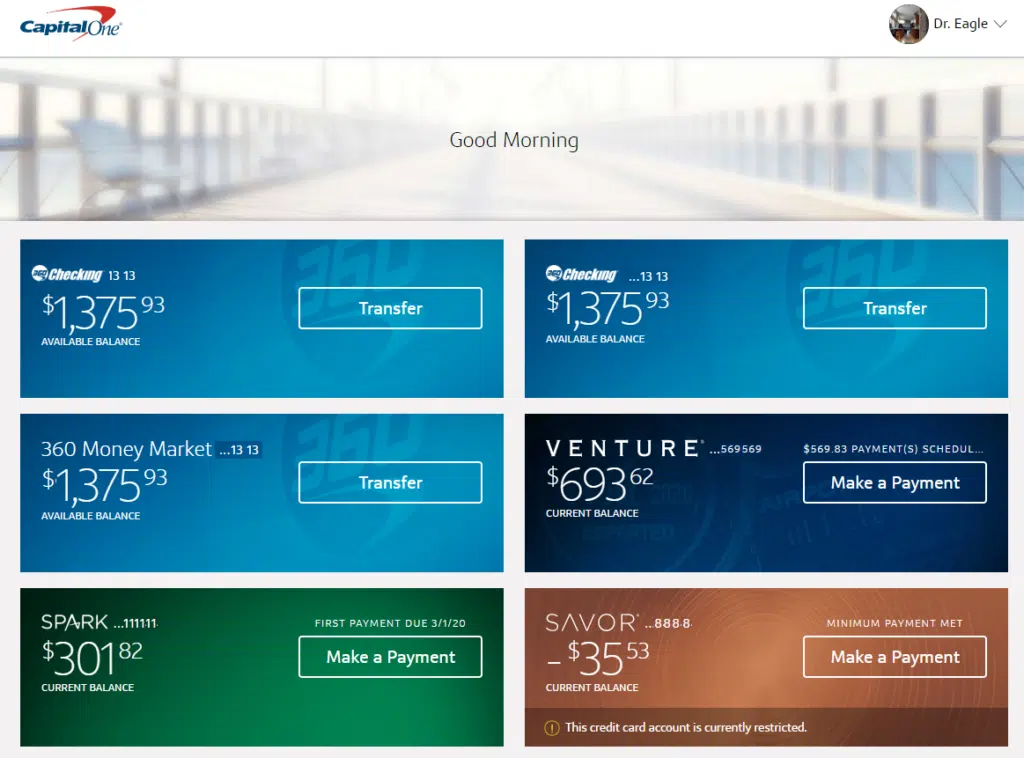 Capital One
Dr. Eagle
Good Morning
360 Checking 13 13
$1,375 93
Transfer
AVAILABLE BALANCE
360 Checking ...13 13
$1,375 93
Transfer
AVAILABLE BALANCE
360 Money Market ...13 13
$1,375 93
Transfer
AVAILABLE BALANCE
VENTURE® ...569569
$569.83 PAYMENT(S) SCHEDUL...
$693 62
Make a Payment
CURRENT BALANCE
SPARK ...111111
FIRST PAYMENT DUE 3/1/20
$301 82
Make a Payment
CURRENT BALANCE
SAVOR® ...8888
MINIMUM PAYMENT MET
- $35 53
Make a Payment
CURRENT BALANCE
This credit card account is currently restricted.